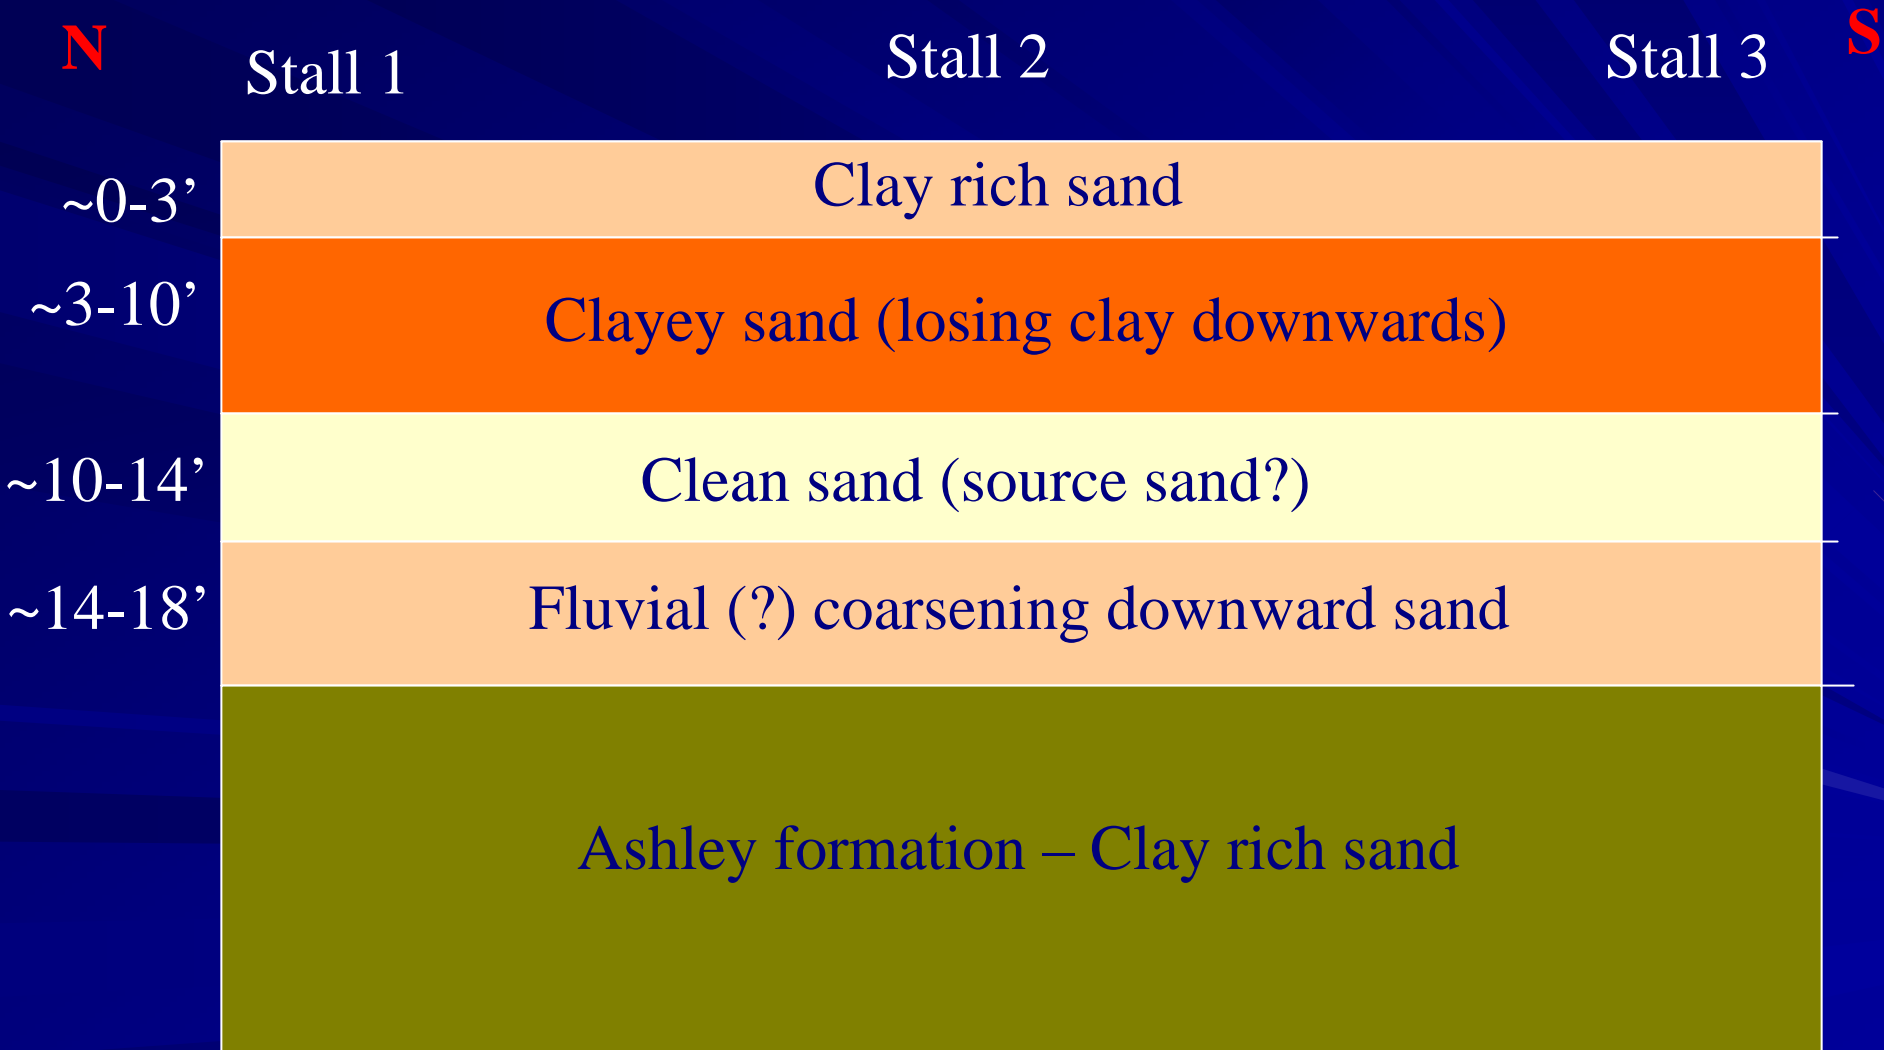 N
Stall 1
Stall 2
Stall 3
S
~0-3’
Clay rich sand
~3-10’
Clayey sand (losing clay downwards)
~10-14’
Clean sand (source sand?)
~14-18’
Fluvial (?) coarsening downward sand
Ashley formation – Clay rich sand